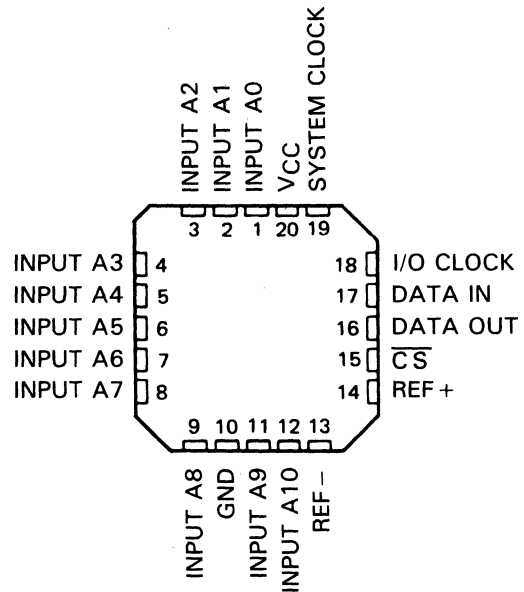 INPUT A2
INPUT A1
INPUT A0
VCC
SYSTEM CLOCK
3 2 1 20 19
INPUT A3 4
INPUT A4 5
INPUT A5 6
INPUT A6 7
INPUT A7 8
18 I/O CLOCK
17 DATA IN
16 DATA OUT
15 C̅S̅
14 REF+
9 10 11 12 13
INPUT A8
GND
INPUT A9
INPUT A10
REF−